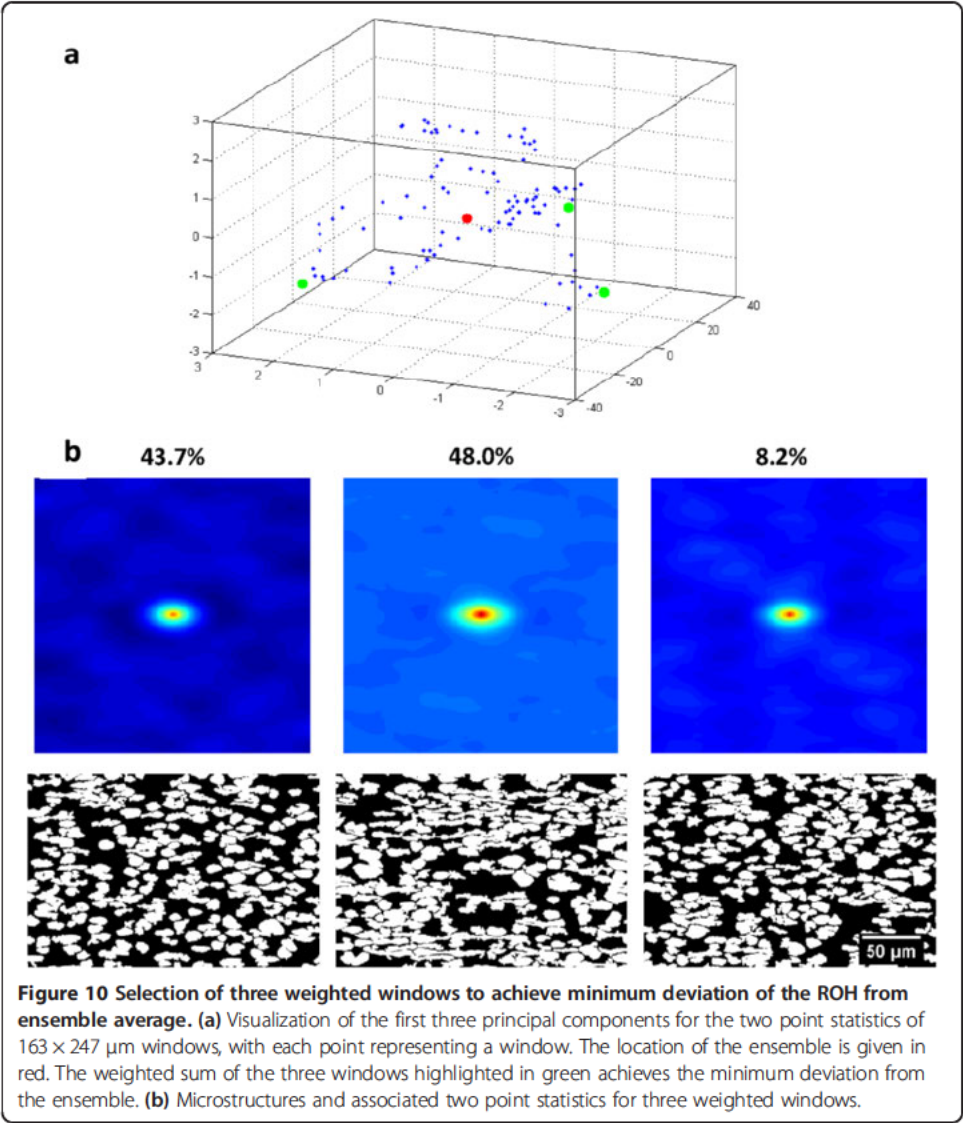 a
3
2
1
0
-1
-2
-3
3
2
1
0
-1
-2
-3
-40
-20
0
20
40
b
43.7% 48.0% 8.2%
50 µm
Figure 10 Selection of three weighted windows to achieve minimum deviation of the ROH from
ensemble average. (a) Visualization of the first three principal components for the two point statistics of
163 × 247 µm windows, with each point representing a window. The location of the ensemble is given in
red. The weighted sum of the three windows highlighted in green achieves the minimum deviation from
the ensemble. (b) Microstructures and associated two point statistics for three weighted windows.